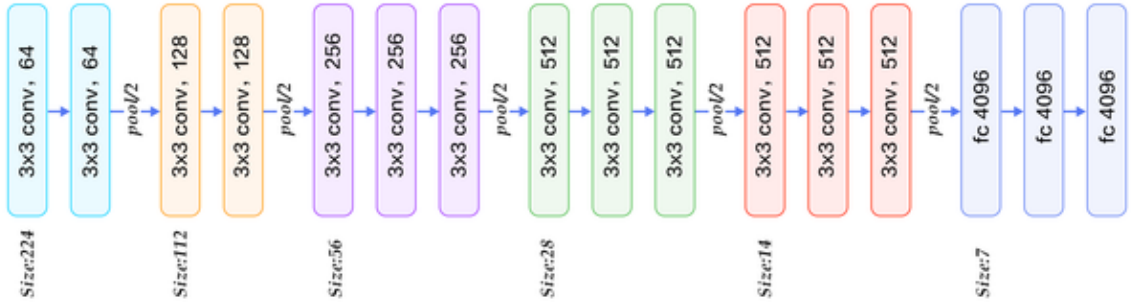 3x3 conv, 64
3x3 conv, 64
pool/2
3x3 conv, 128
3x3 conv, 128
pool/2
3x3 conv, 256
3x3 conv, 256
3x3 conv, 256
pool/2
3x3 conv, 512
3x3 conv, 512
3x3 conv, 512
pool/2
3x3 conv, 512
3x3 conv, 512
3x3 conv, 512
pool/2
fc 4096
fc 4096
fc 4096
Size:224
Size:112
Size:56
Size:28
Size:14
Size:7